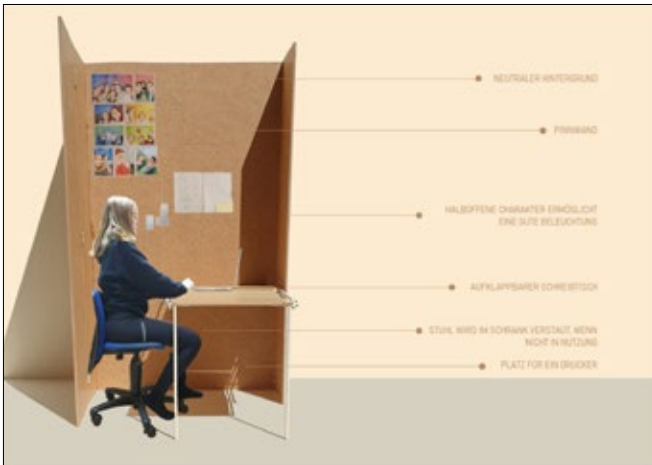 NEUTRALER HINTERGRUND
PINNWAND
HALBOFFENE CHARAKTER ERMÖGLICHT
EINE GUTE BELEUCHTUNG
AUFKLAPPBARER SCHREIBTISCH
STUHL WIRD IM SCHRANK VERSTAUT, WENN
NICHT IN NUTZUNG
PLATZ FÜR EIN DRUCKER